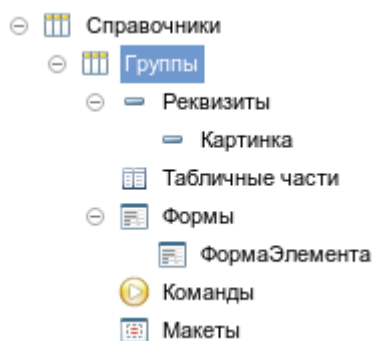 Справочники
Группы
Реквизиты
Картинка
Табличные части
Формы
ФормаЭлемента
Команды
Макеты